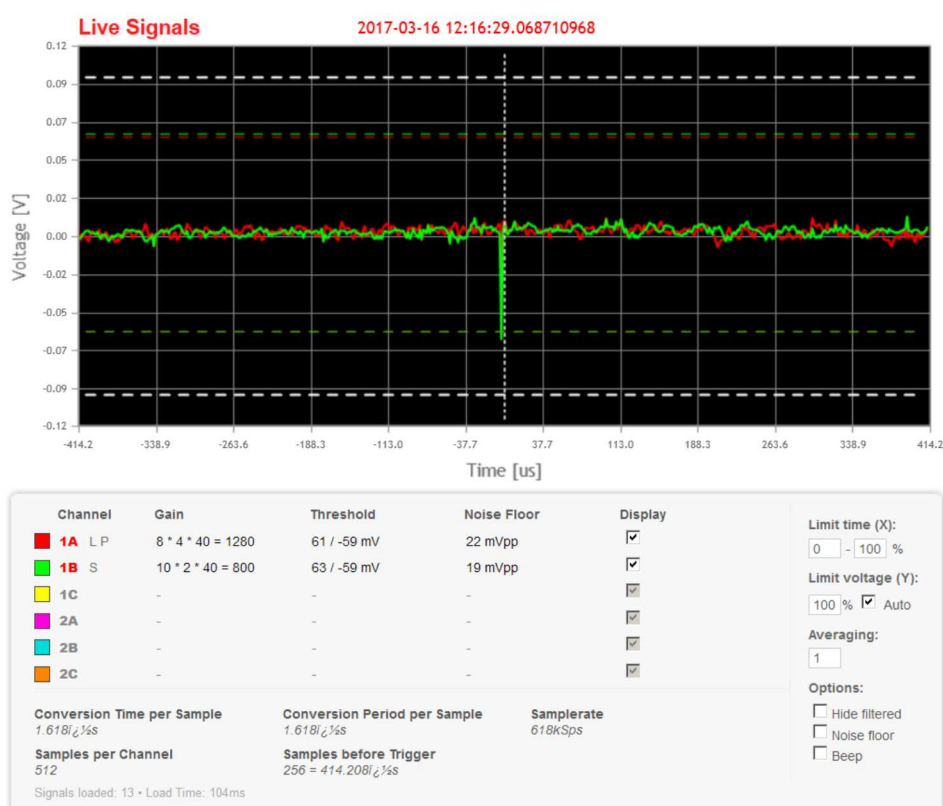 Live Signals 2017-03-16 12:16:29.068710968
0.12
0.09
0.07
0.05
0.02
0.00
-0.02
-0.05
-0.07
-0.09
-0.12
Voltage [V]
-414.2 -338.9 -263.6 -188.3 -113.0 -37.7 37.7 113.0 188.3 263.6 338.9 414.2
Time [us]
Channel Gain Threshold Noise Floor Display
1A L P 8 * 4 * 40 = 1280 61 / -59 mV 22 mVpp
1B S 10 * 2 * 40 = 800 63 / -59 mV 19 mVpp
1C - - -
2A - - -
2B - - -
2C - - -
Conversion Time per Sample Conversion Period per Sample Samplerate
1.618ï¿½s 1.618ï¿½s 618kSps
Samples per Channel Samples before Trigger
512 256 = 414.208ï¿½s
Signals loaded: 13 • Load Time: 104ms
Limit time (X):
0 - 100 %
Limit voltage (Y):
100 % Auto
Averaging:
1
Options:
Hide filtered
Noise floor
Beep